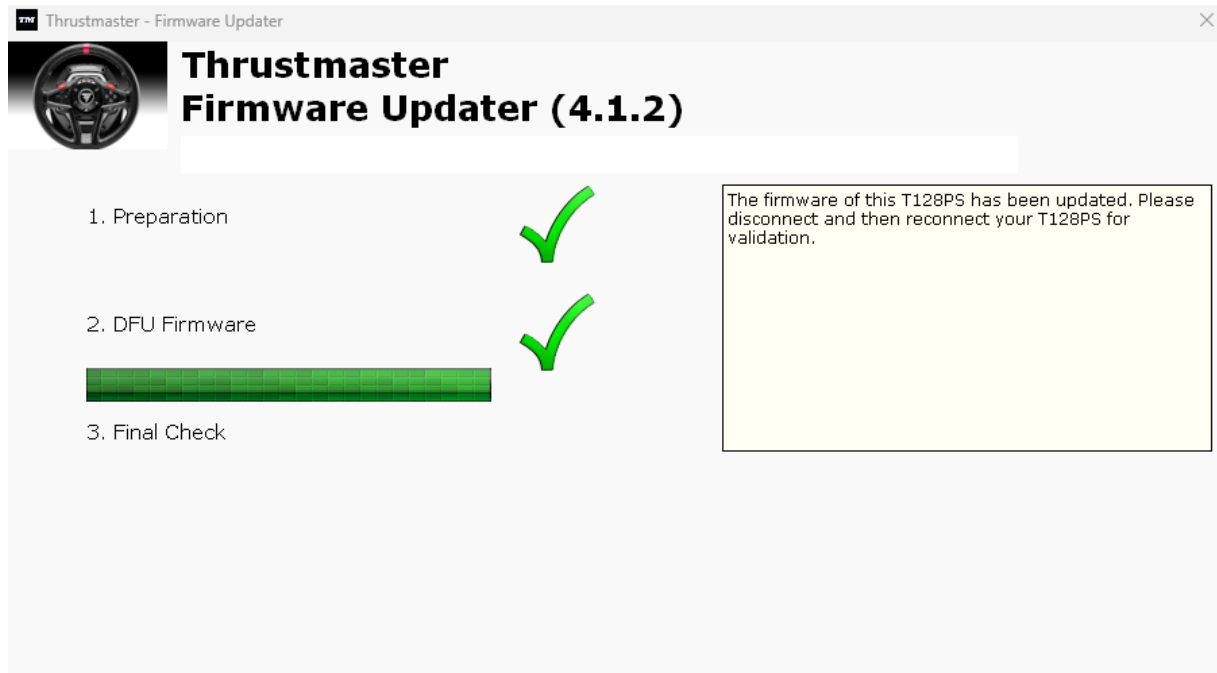 Thrustmaster - Firmware Updater
Thrustmaster
Firmware Updater (4.1.2)
1. Preparation
2. DFU Firmware
3. Final Check
The firmware of this T128PS has been updated. Please
disconnect and then reconnect your T128PS for
validation.